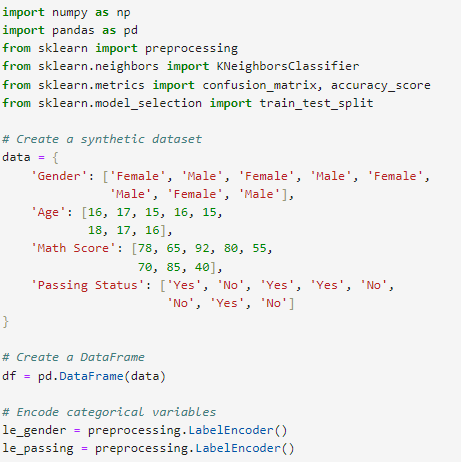 import numpy as np
import pandas as pd
from sklearn import preprocessing
from sklearn.neighbors import KNeighborsClassifier
from sklearn.metrics import confusion_matrix, accuracy_score
from sklearn.model_selection import train_test_split

# Create a synthetic dataset
data = {
    'Gender': ['Female', 'Male', 'Female', 'Male', 'Female',
               'Male', 'Female', 'Male'],
    'Age': [16, 17, 15, 16, 15,
            18, 17, 16],
    'Math Score': [78, 65, 92, 80, 55,
                   70, 85, 40],
    'Passing Status': ['Yes', 'No', 'Yes', 'Yes', 'No',
                       'No', 'Yes', 'No']
}

# Create a DataFrame
df = pd.DataFrame(data)

# Encode categorical variables
le_gender = preprocessing.LabelEncoder()
le_passing = preprocessing.LabelEncoder()